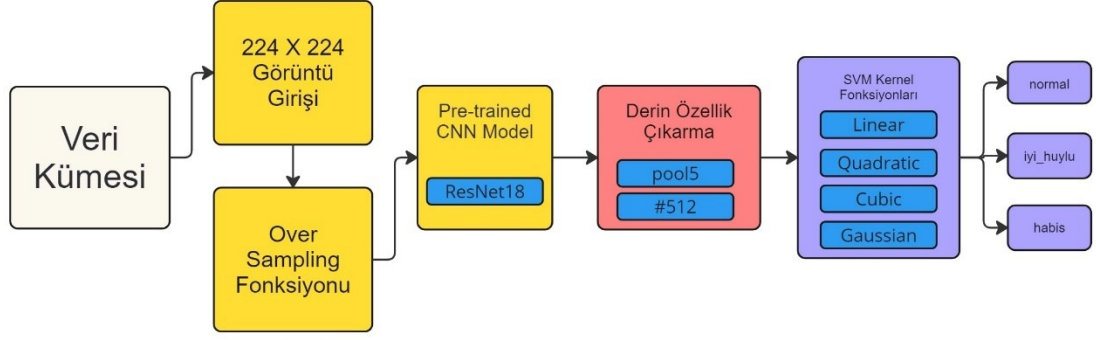 Veri
Kümesi
224 X 224
Görüntü
Girişi
Over
Sampling
Fonksiyonu
Pre-trained
CNN Model
ResNet18
Derin Özellik
Çıkarma
pool5
#512
SVM Kernel
Fonksiyonları
Linear
Quadratic
Cubic
Gaussian
normal
iyi_huylu
habis